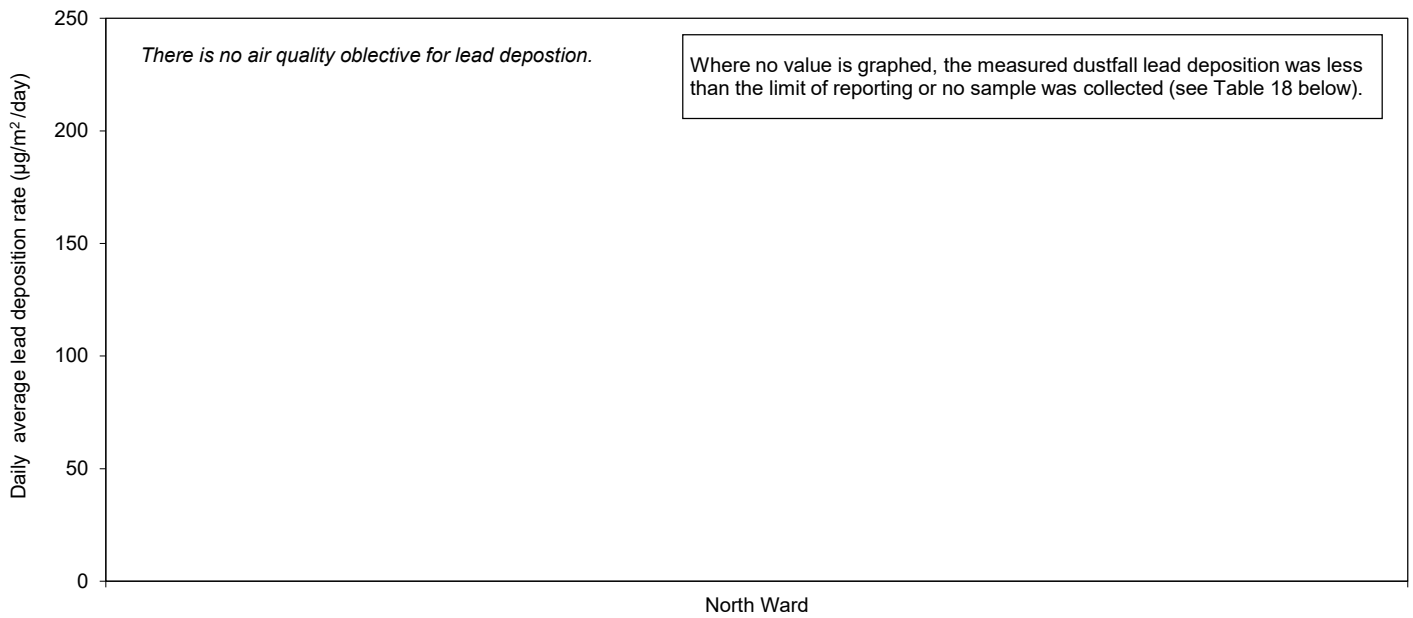 250
There is no air quality oblective for lead depostion.
Where no value is graphed, the measured dustfall lead deposition was less
than the limit of reporting or no sample was collected (see Table 18 below).
200
150
100
50
0
Daily  average lead deposition rate (µg/m²/day)
North Ward